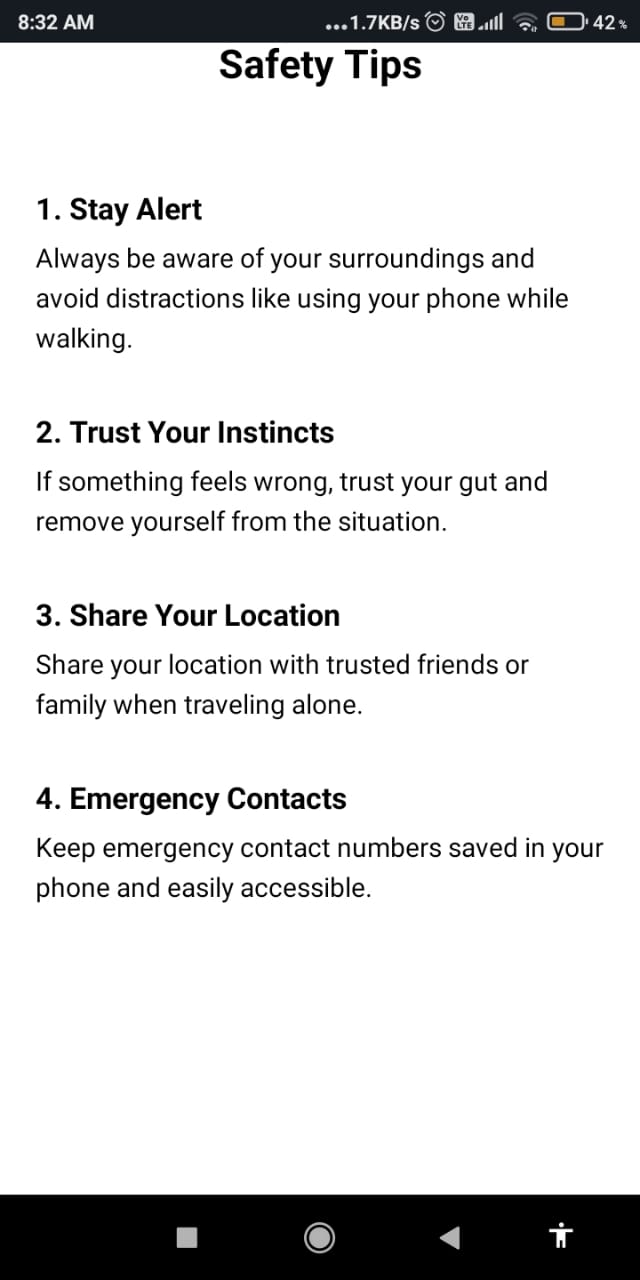 8:32 AM ...1.7KB/s Vo LTE 42%
Safety Tips
1. Stay Alert
Always be aware of your surroundings and
avoid distractions like using your phone while
walking.
2. Trust Your Instincts
If something feels wrong, trust your gut and
remove yourself from the situation.
3. Share Your Location
Share your location with trusted friends or
family when traveling alone.
4. Emergency Contacts
Keep emergency contact numbers saved in your
phone and easily accessible.